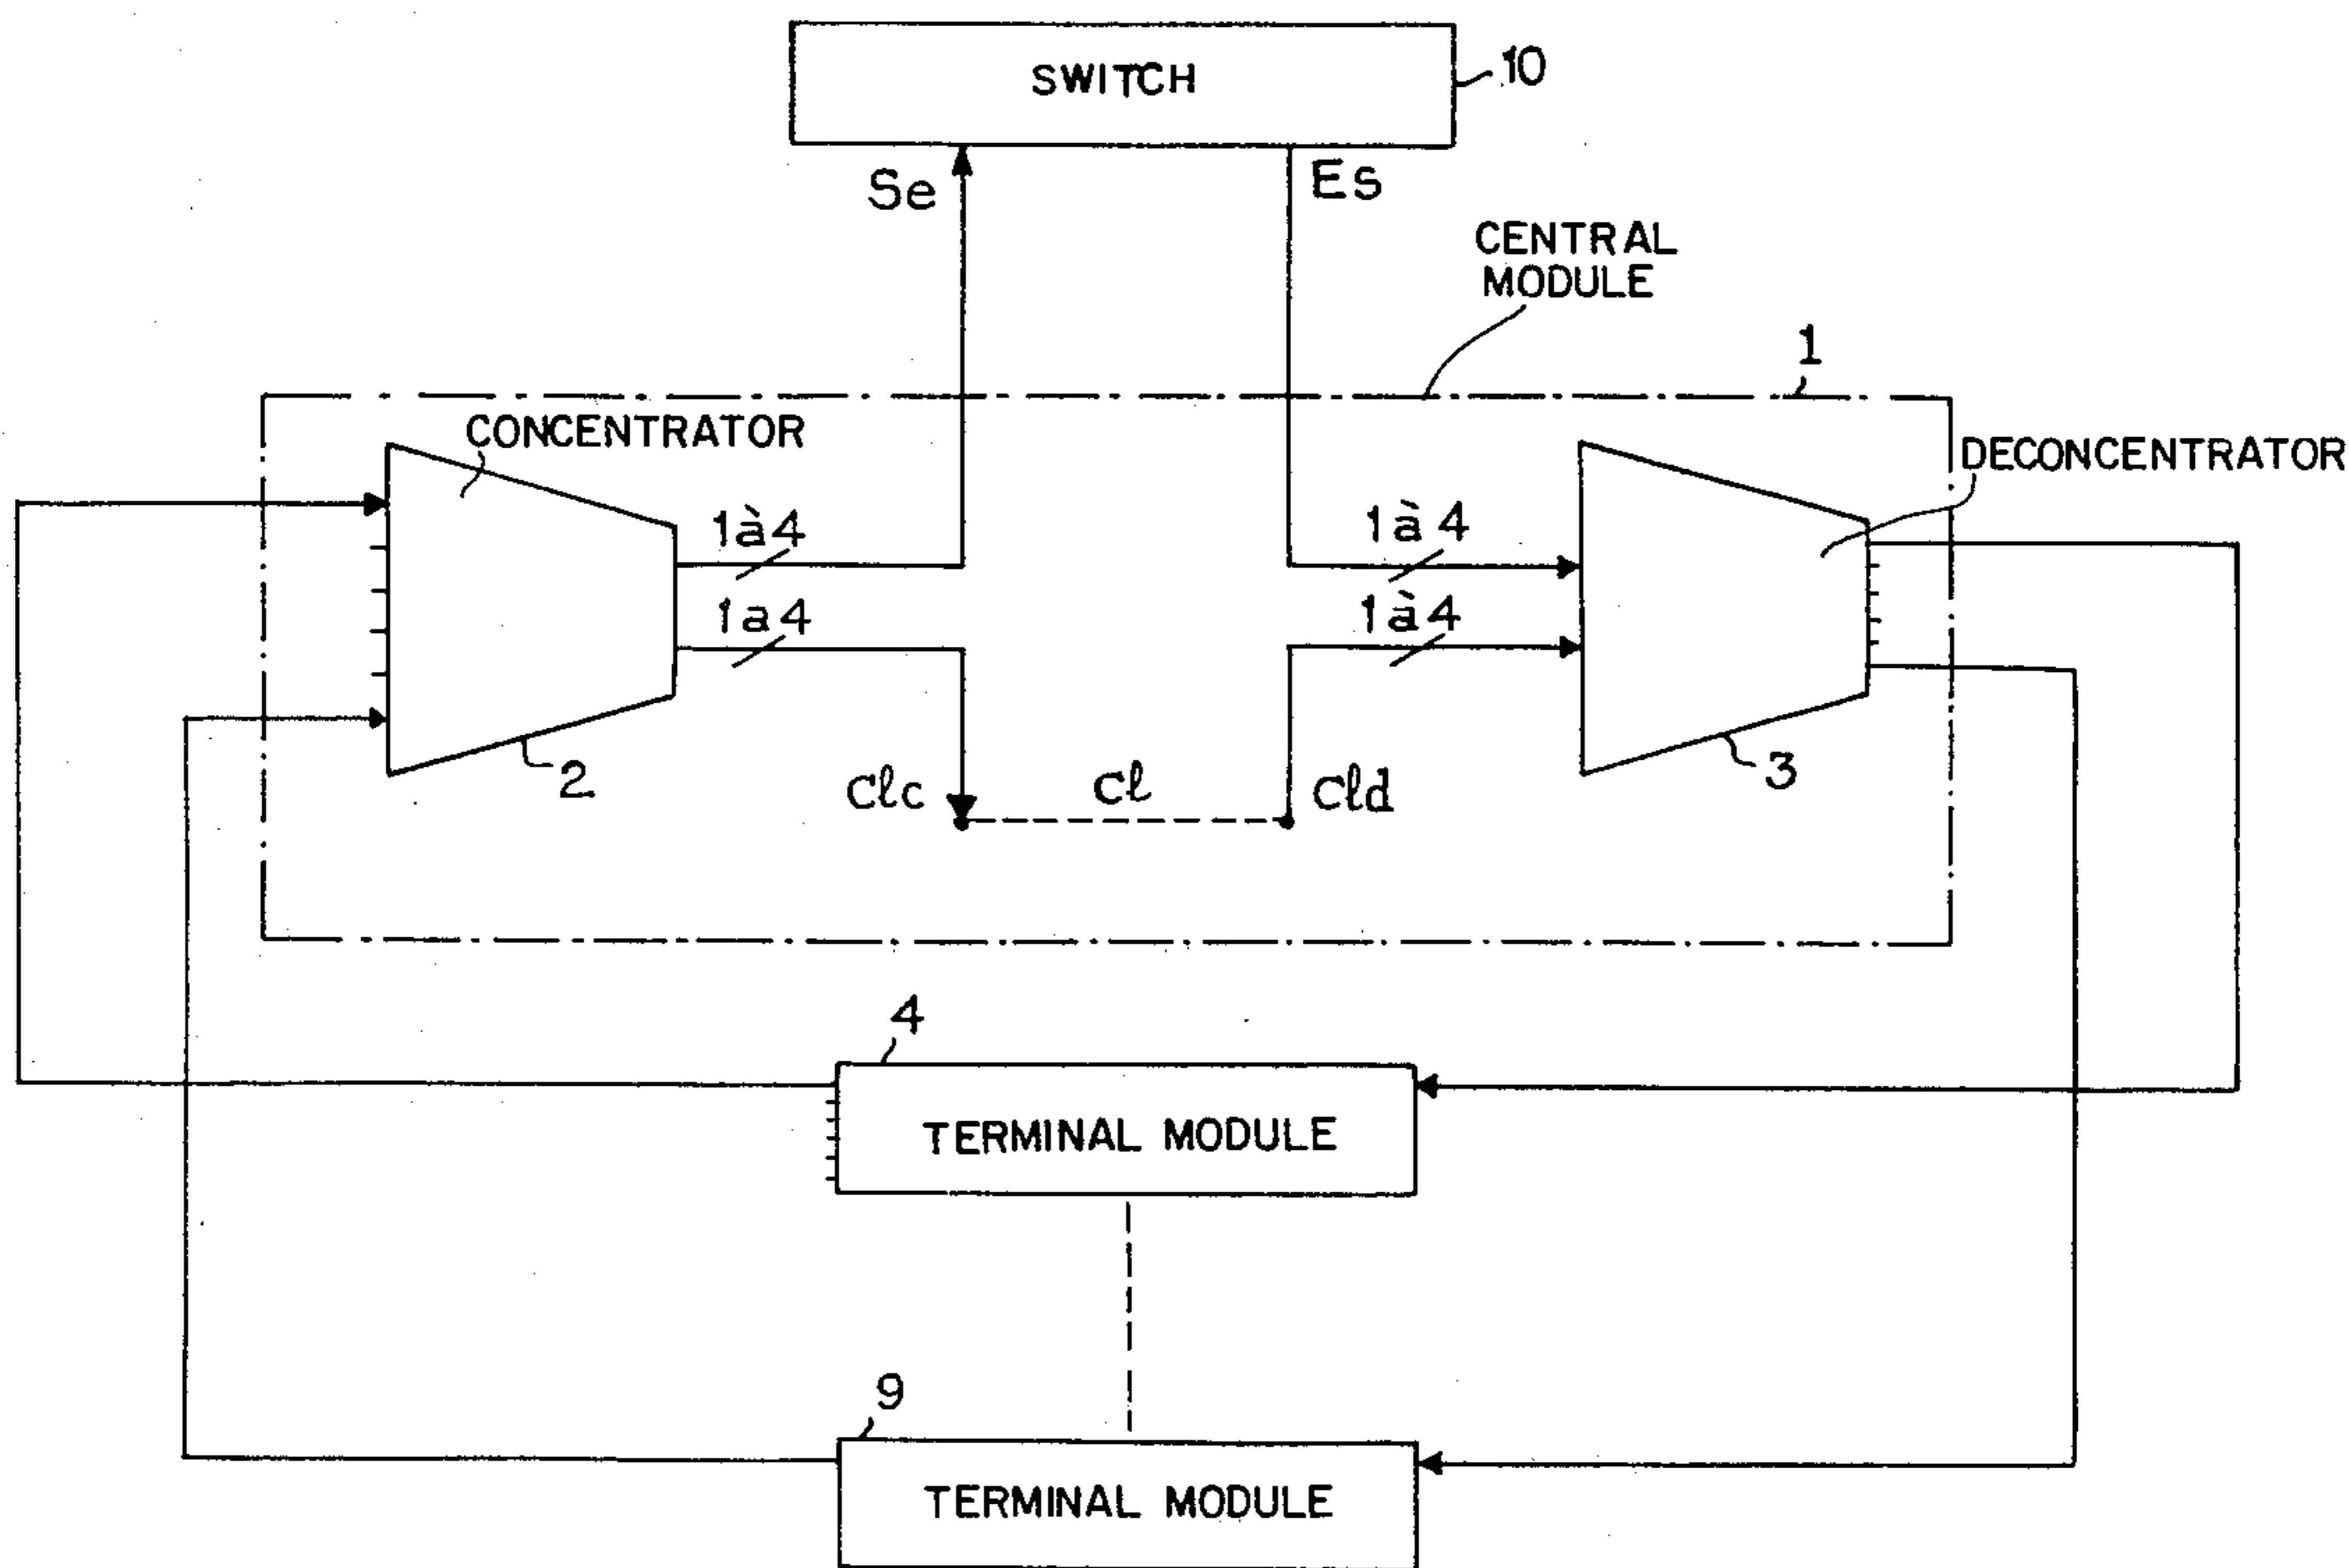 SWITCH
10
Se
Es
CENTRAL
MODULE
1
CONCENTRATOR
DECONCENTRATOR
1à4
1à4
1a4
1à4
2
3
Clc
Cl
Cld
4
TERMINAL MODULE
9
TERMINAL MODULE